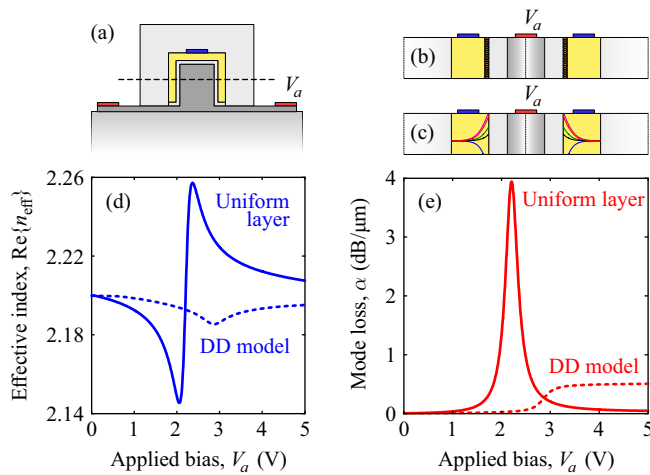 (a)
V_a
V_a
(b)
V_a
(c)
Effective index, Re{n_eff}
2.26
2.22
2.18
2.14
(d)
Uniform
layer
DD model
0 1 2 3 4 5
Applied bias, V_a (V)
Mode loss, α (dB/μm)
4
3
2
1
0
(e)
Uniform layer
DD model
0 1 2 3 4 5
Applied bias, V_a (V)